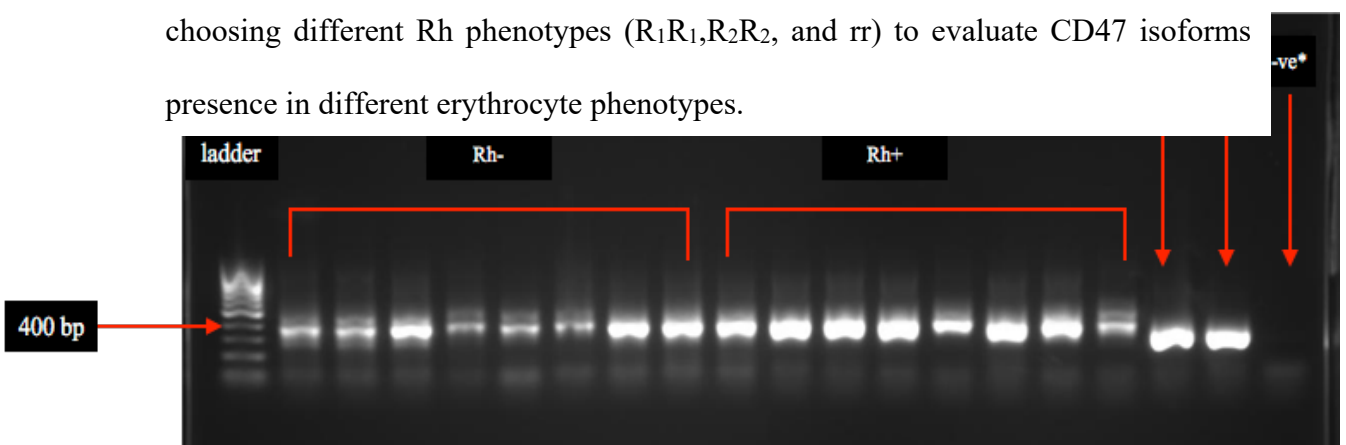 choosing different Rh phenotypes (R₁R₁,R₂R₂, and rr) to evaluate CD47 isoforms
-ve*
presence in different erythrocyte phenotypes.
ladder Rh- Rh+
400 bp